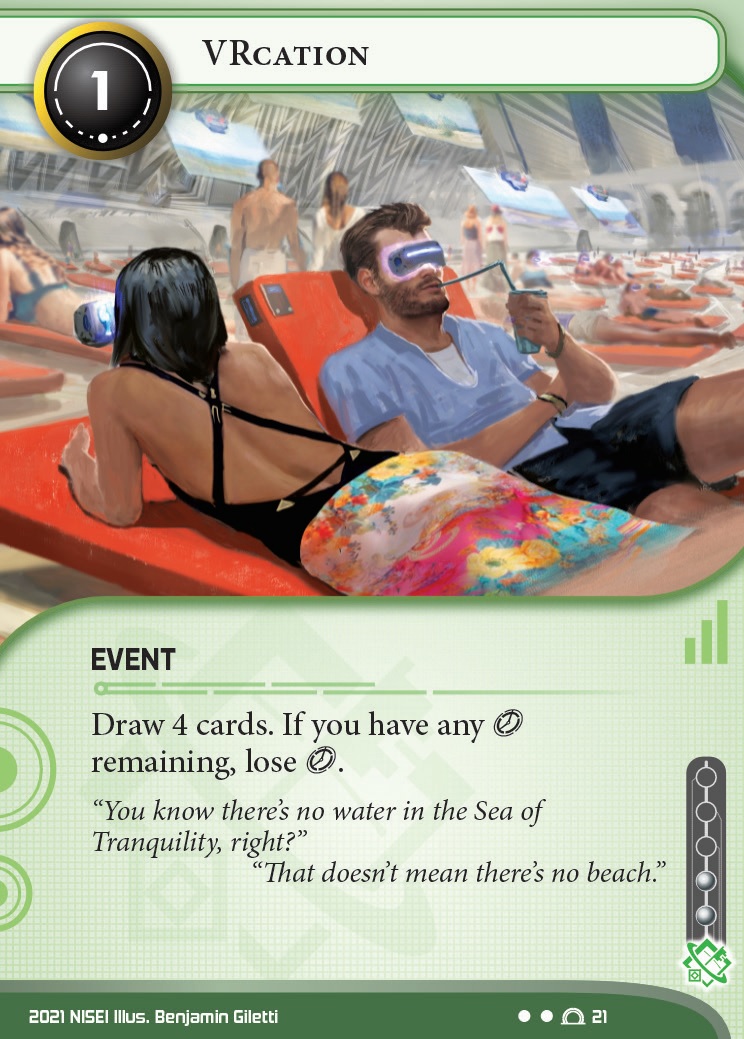 1
VRcation
EVENT
Draw 4 cards. If you have any
remaining, lose .
“You know there’s no water in the Sea of
Tranquility, right?”
“That doesn’t mean there’s no beach.”
2021 NISEI Illus. Benjamin Giletti
21